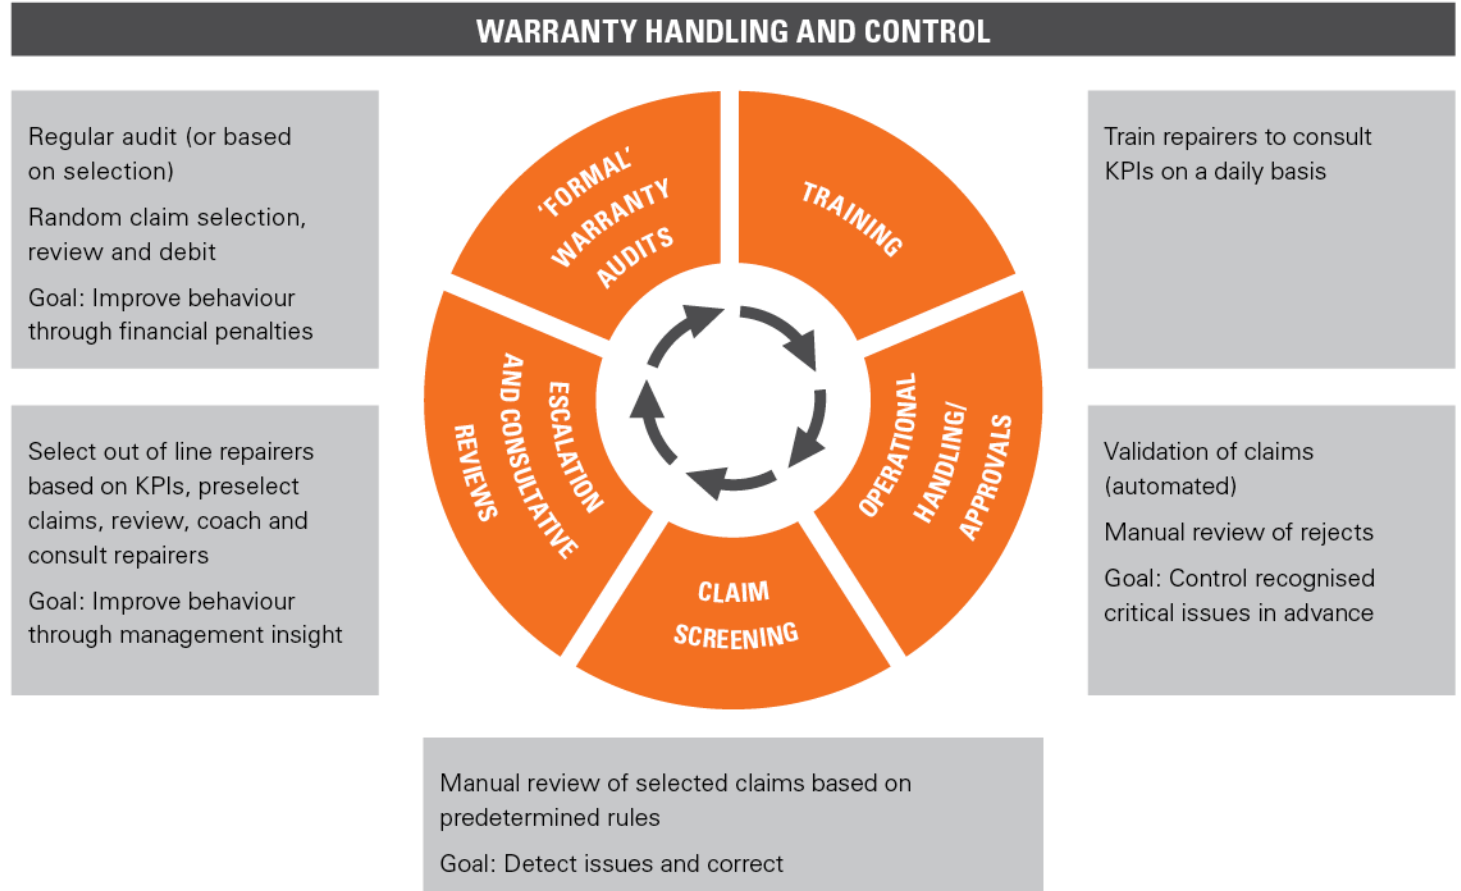 WARRANTY HANDLING AND CONTROL
Regular audit (or based
on selection)
Random claim selection,
review and debit
Goal: Improve behaviour
through financial penalties
'FORMAL'
WARRANTY
AUDITS
TRAINING
Train repairers to consult
KPIs on a daily basis
Select out of line repairers
based on KPIs, preselect
claims, review, coach and
consult repairers
Goal: Improve behaviour
through management insight
ESCALATION
AND CONSULTATIVE
REVIEWS
OPERATIONAL
HANDLING/
APPROVALS
Validation of claims
(automated)
Manual review of rejects
Goal: Control recognised
critical issues in advance
CLAIM
SCREENING
Manual review of selected claims based on
predetermined rules
Goal: Detect issues and correct